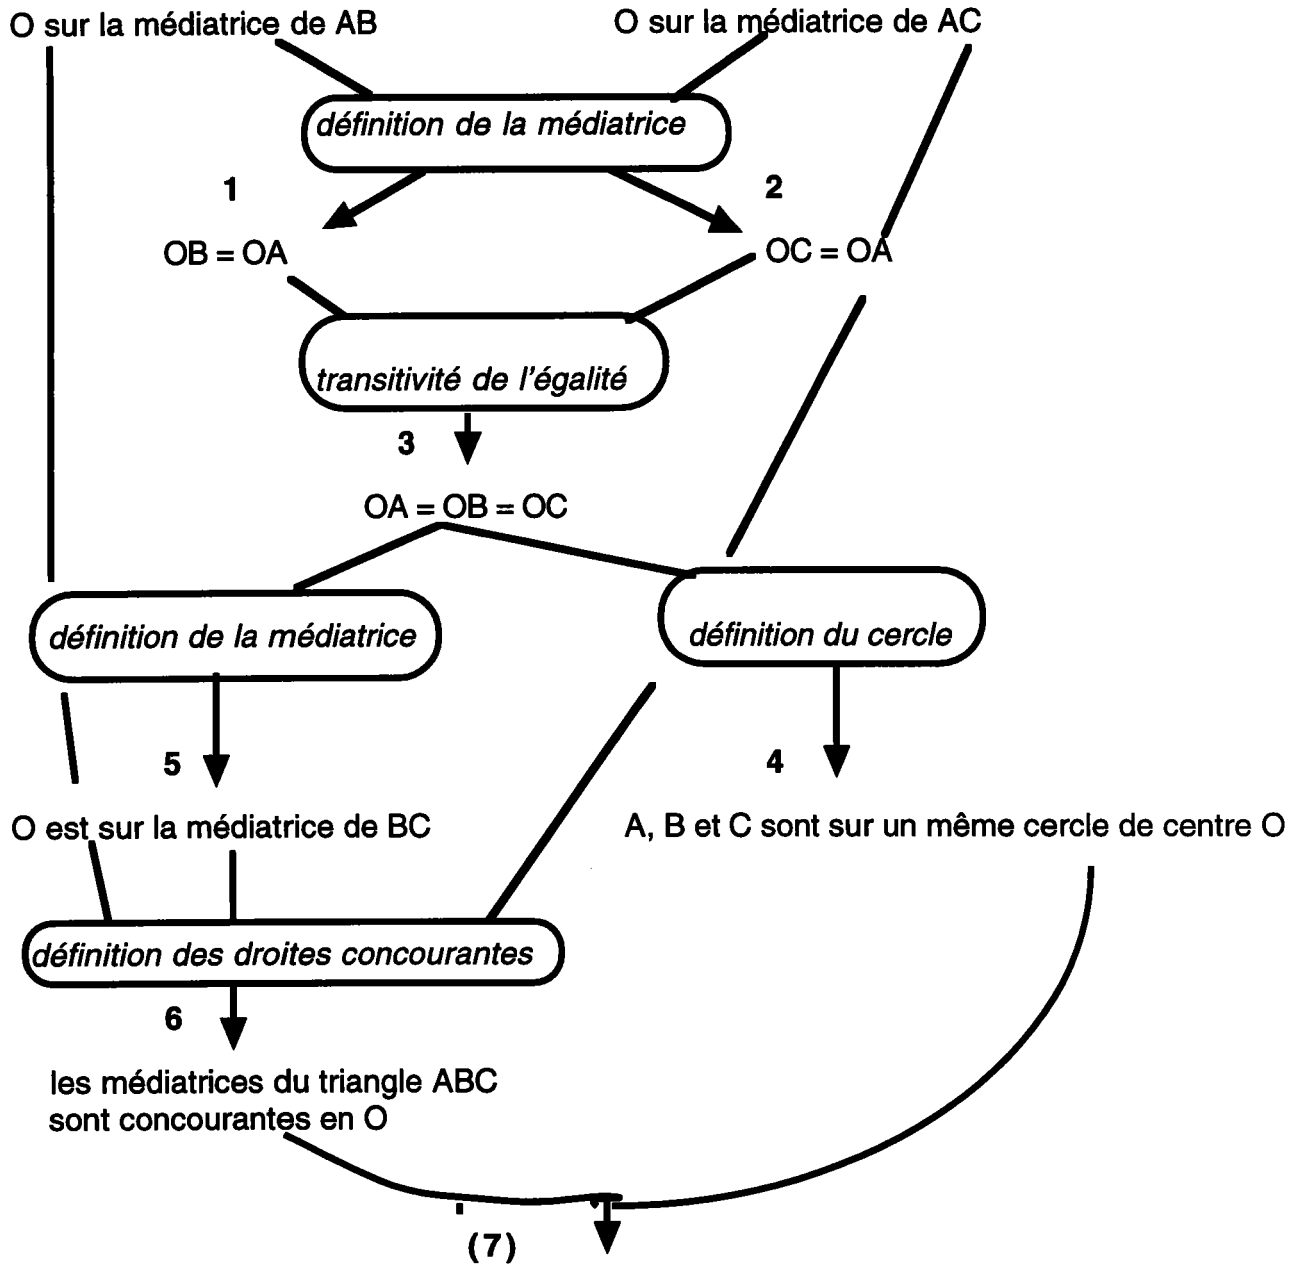 O sur la médiatrice de AB
O sur la médiatrice de AC
définition de la médiatrice
1
2
OB = OA
OC = OA
transitivité de l'égalité
3
OA = OB = OC
définition de la médiatrice
définition du cercle
5
4
O est sur la médiatrice de BC
A, B et C sont sur un même cercle de centre O
définition des droites concourantes
6
les médiatrices du triangle ABC
sont concourantes en O
(7)